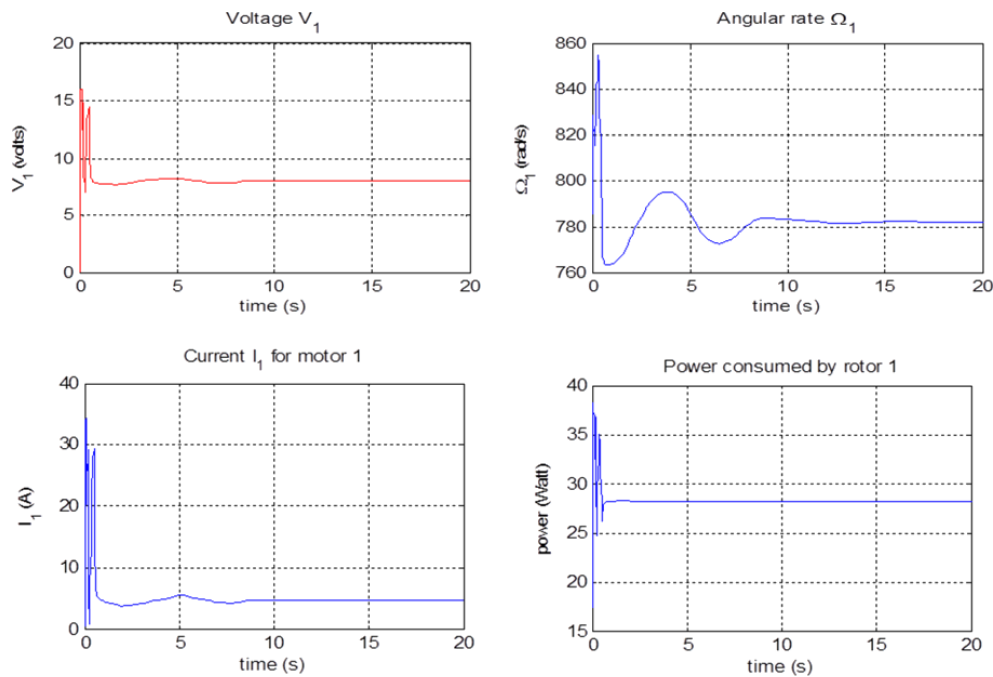 Voltage V1
20
15
10
5
0
V1 (volts)
0 5 10 15 20
time (s)
Angular rate Ω1
860
840
820
800
780
760
Ω1 (rad/s)
0 5 10 15 20
time (s)
Current I1 for motor 1
40
30
20
10
0
I1 (A)
0 5 10 15 20
time (s)
Power consumed by rotor 1
40
35
30
25
20
15
power (Watt)
0 5 10 15 20
time (s)